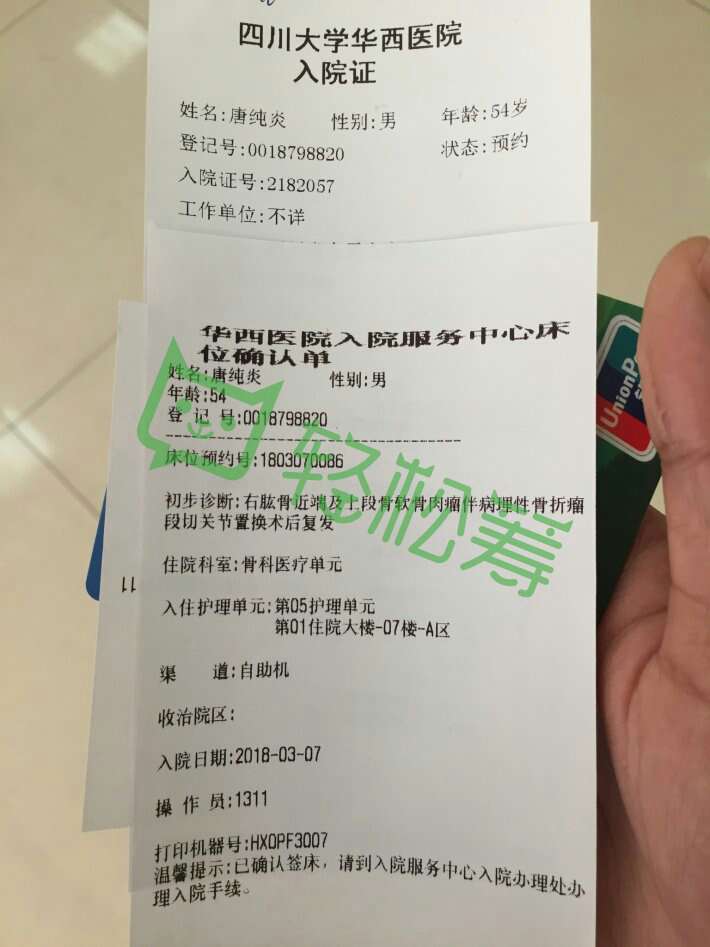 四川大学华西医院
入院证
姓名:唐纯炎 性别:男 年龄:54岁
登记号:0018798820 状态:预约
入院证号:2182057
工作单位:不详
华西医院入院服务中心床
位确认单
姓名:唐纯炎 性别:男
年龄:54
登 记 号:0018798820
床位预约号:1803070086
初步诊断:右肱骨近端及上段骨软骨肉瘤伴病理性骨折瘤
段切关节置换术后复发
住院科室:骨科医疗单元
入住护理单元:第05护理单元
第01住院大楼-07楼-A区
渠 道:自助机
收治院区:
入院日期:2018-03-07
操 作 员:1311
打印机器号:HXOPF3007
温馨提示:已确认签床，请到入院服务中心入院办理处办
理入院手续。
轻松筹
UnionPay
11